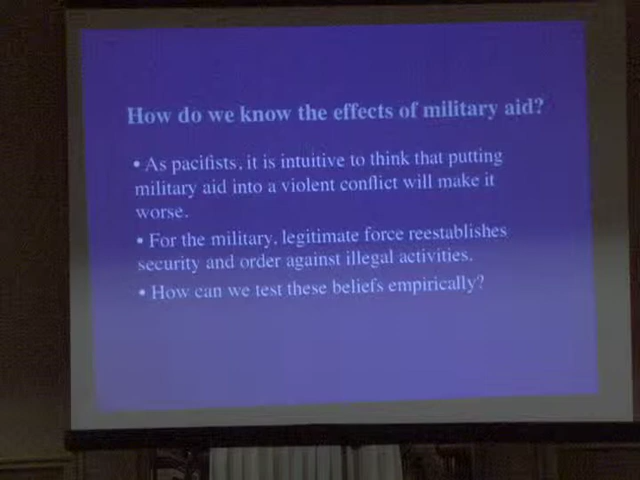 How do we know the effects of military aid?
• As pacifists, it is intuitive to think that putting
military aid into a violent conflict will make it
worse.
• For the military, legitimate force reestablishes
security and order against illegal activities.
• How can we test these beliefs empirically?